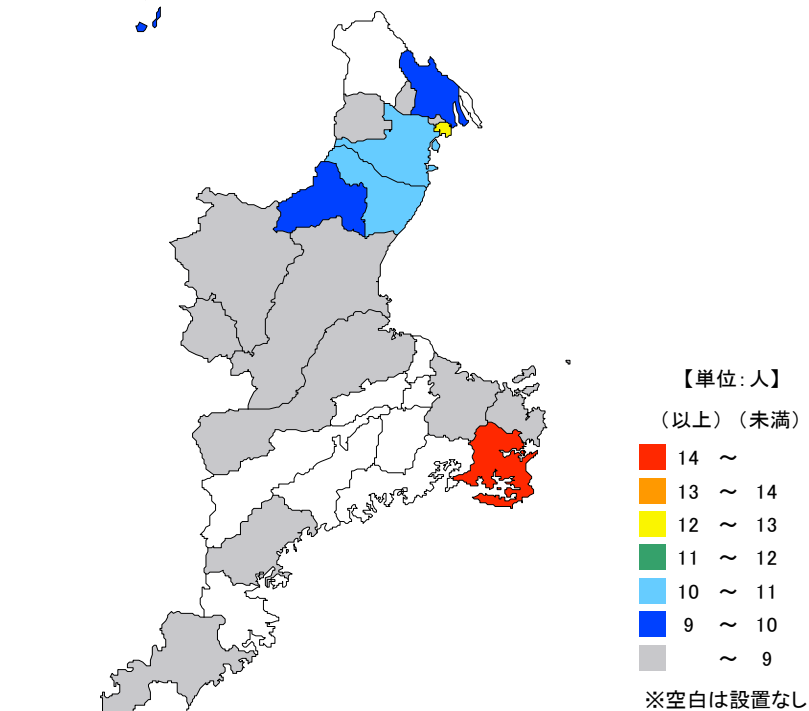 【単位：人】
（以上）（未満）
14 ～
13 ～ 14
12 ～ 13
11 ～ 12
10 ～ 11
9 ～ 10
～ 9
※空白は設置なし